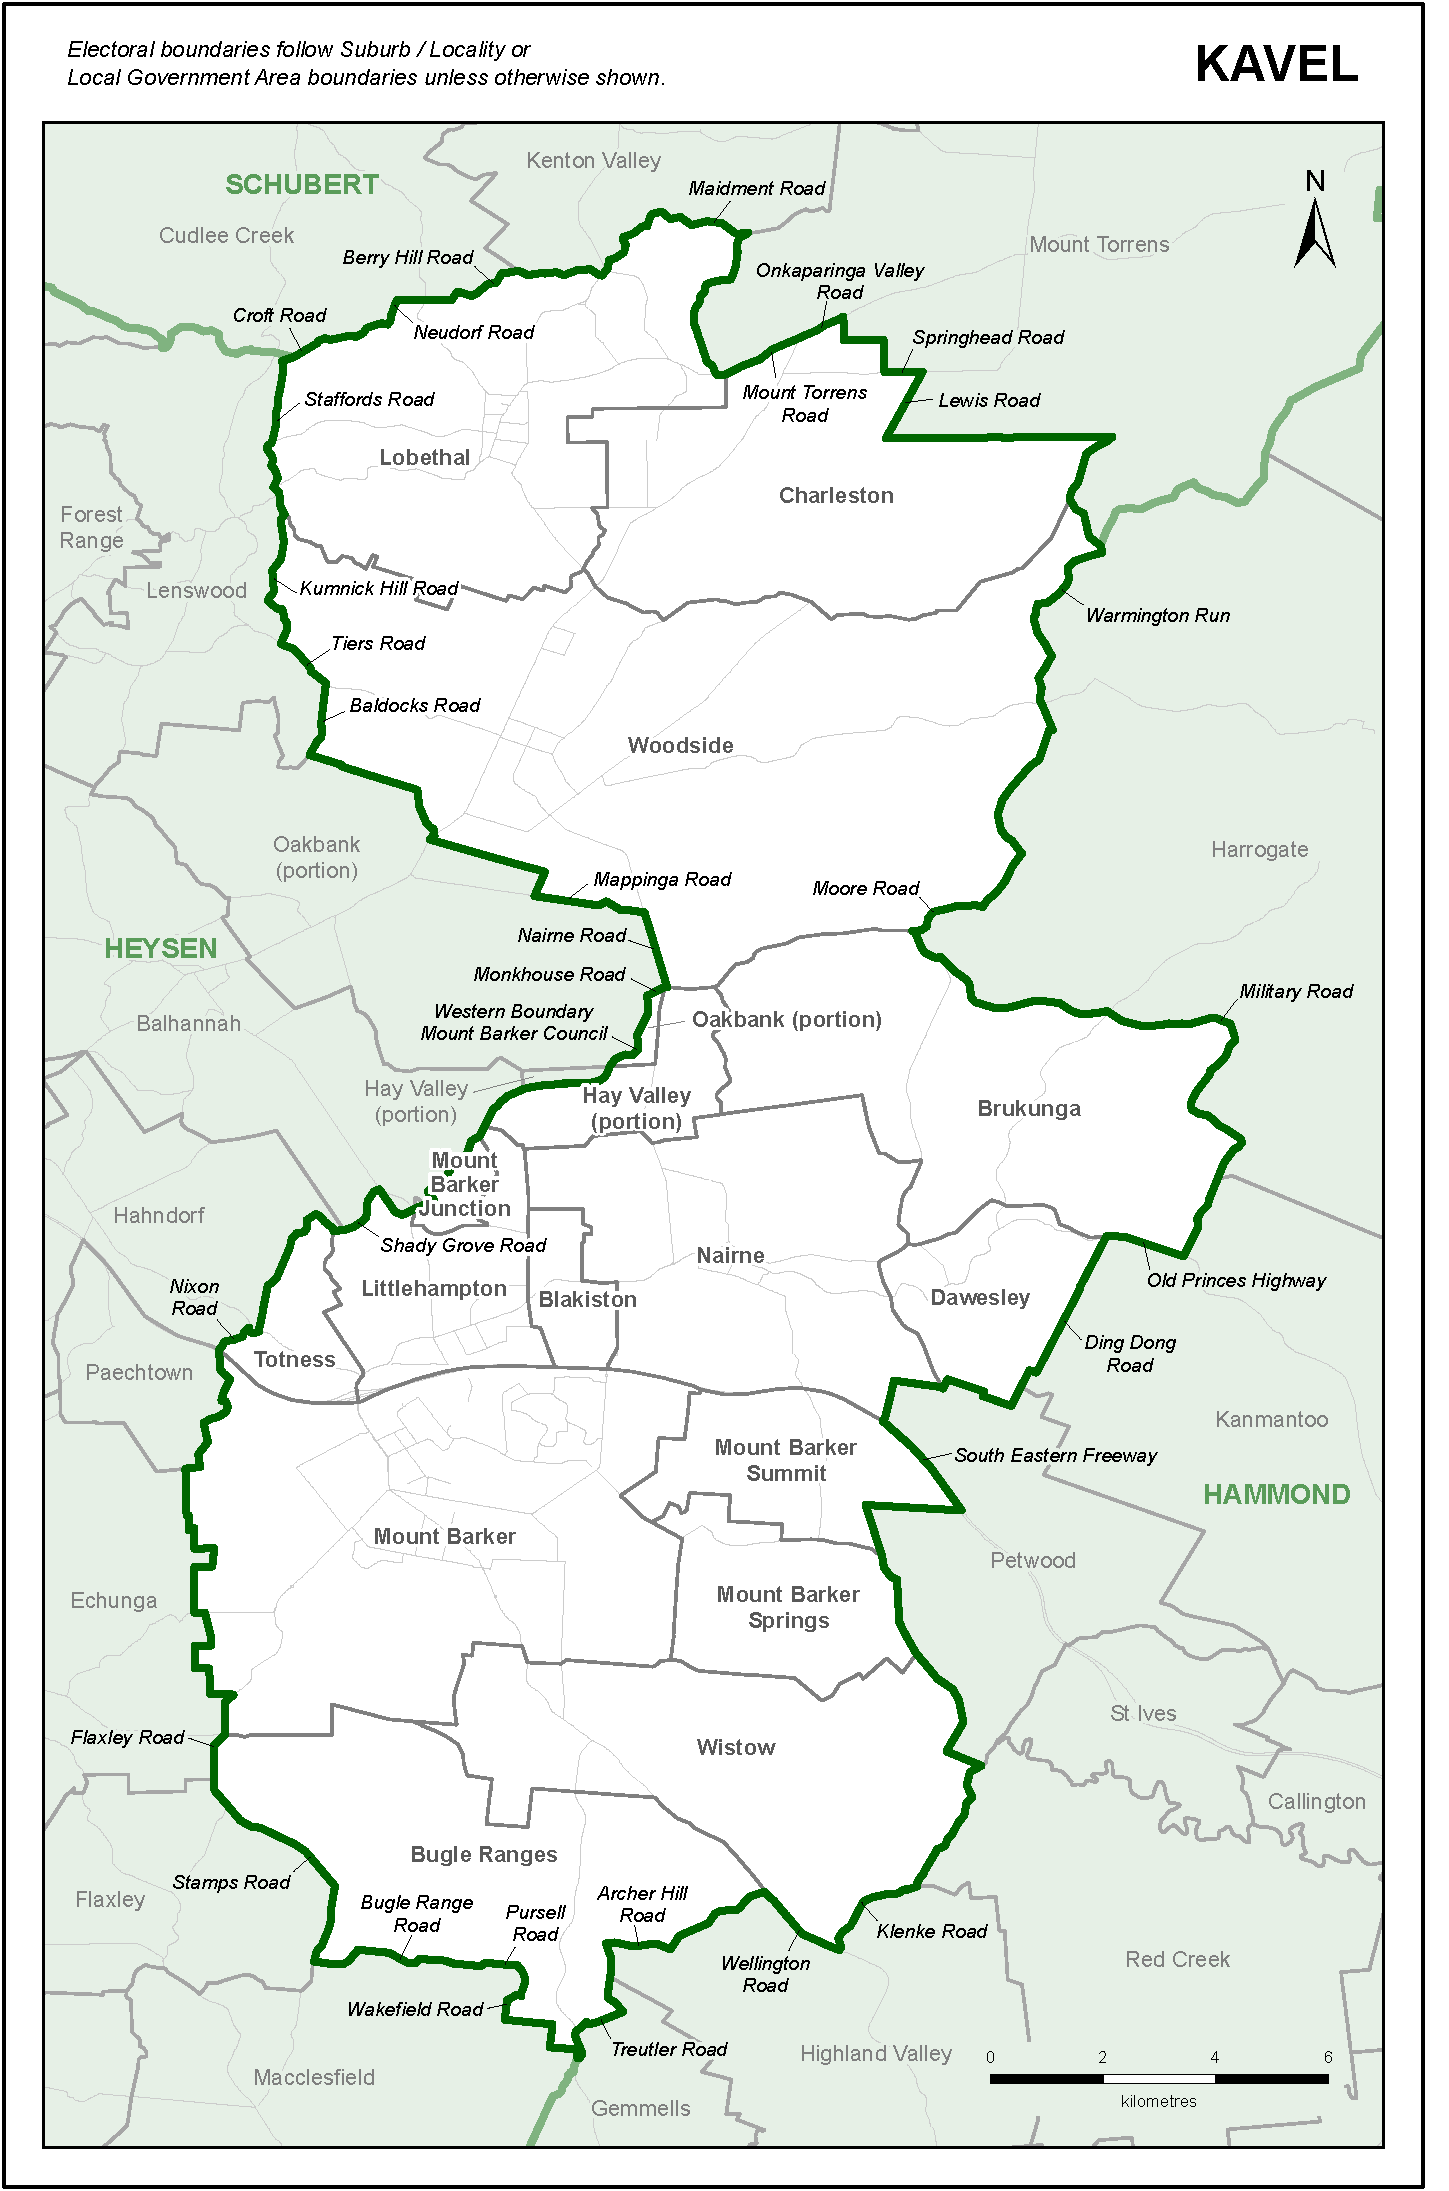 Electoral boundaries follow Suburb / Locality or
Local Government Area boundaries unless otherwise shown.
KAVEL
Kenton Valley
SCHUBERT
Maidment Road
N
Cudlee Creek
Mount Torrens
Berry Hill Road
Onkaparinga Valley
Road
Croft Road
Neudorf Road
Springhead Road
Staffords Road
Mount Torrens
Road
Lewis Road
Lobethal
Charleston
Forest
Range
Lenswood
Kumnick Hill Road
Warmington Run
Tiers Road
Baldocks Road
Woodside
Oakbank
(portion)
Harrogate
Mappinga Road
Moore Road
HEYSEN
Nairne Road
Monkhouse Road
Military Road
Western Boundary
Mount Barker Council
Oakbank (portion)
Balhannah
Hay Valley
(portion)
Hay Valley
(portion)
Brukunga
Mount
Barker
Junction
Hahndorf
Shady Grove Road
Nairne
Old Princes Highway
Nixon
Road
Littlehampton
Blakiston
Dawesley
Ding Dong
Road
Totness
Paechtown
Kanmantoo
Mount Barker
Summit
South Eastern Freeway
HAMMOND
Mount Barker
Petwood
Echunga
Mount Barker
Springs
St Ives
Flaxley Road
Wistow
Callington
Bugle Ranges
Stamps Road
Flaxley
Bugle Range
Road
Pursell
Road
Archer Hill
Road
Klenke Road
Wellington
Road
Red Creek
Wakefield Road
Treutler Road
Highland Valley
0 2 4 6
kilometres
Macclesfield
Gemmells